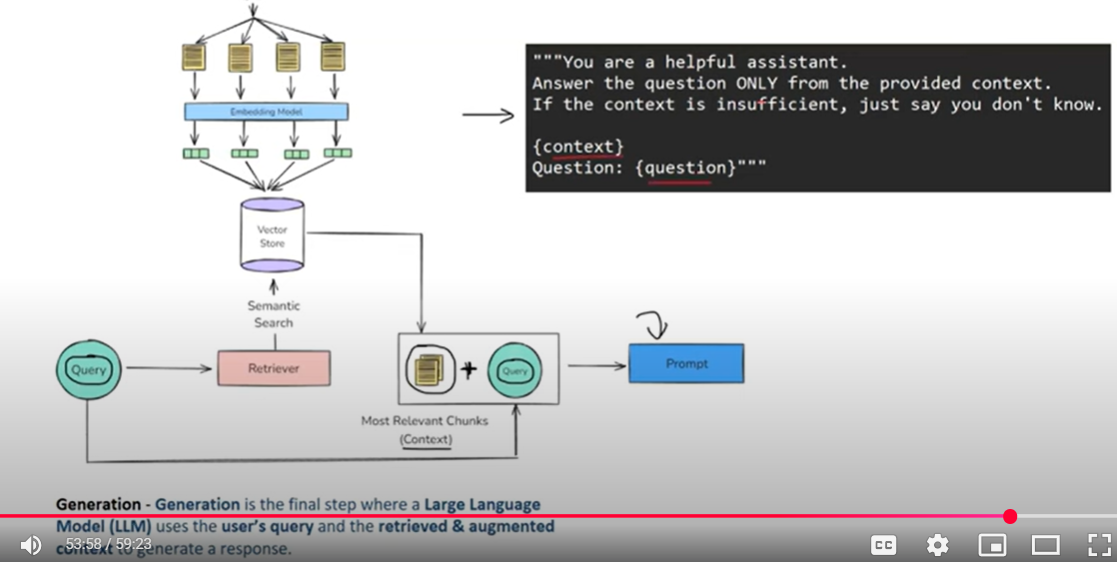 """You are a helpful assistant.
Answer the question ONLY from the provided context.
If the context is insufficient, just say you don't know.
{context}
Question: {question}"""
Embedding Model
Vector
Store
Semantic
Search
Query
Retriever
+
Query
Prompt
Most Relevant Chunks
(Context)
Generation - Generation is the final step where a Large Language
Model (LLM) uses the user's query and the retrieved & augmented
context to generate a response.
53:58 / 59:23
CC